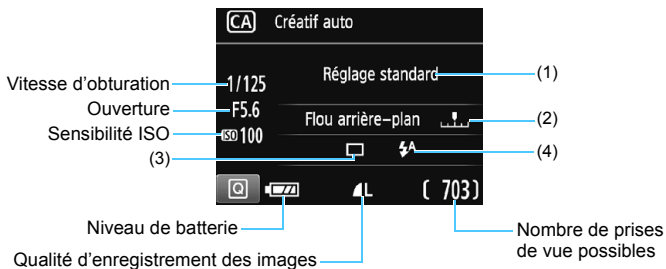 CA Créatif auto
Vitesse d'obturation 1/125 Réglage standard (1)
Ouverture F5.6 Flou arrière-plan (2)
Sensibilité ISO ISO 100
(3) (4)
Q L ( 703)
Niveau de batterie Nombre de prises
de vue possibles
Qualité d'enregistrement des images